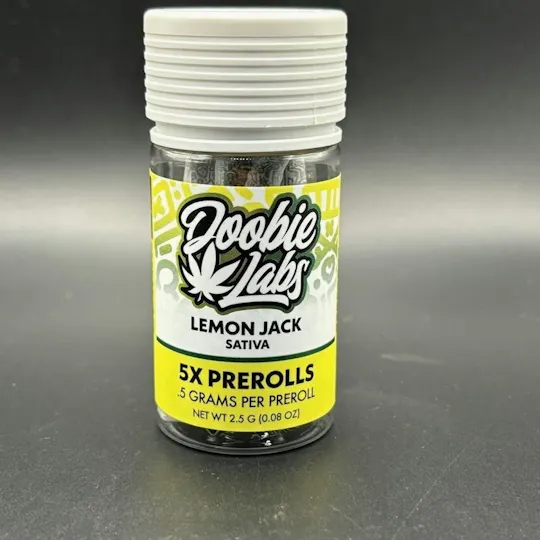 Doobie
Labs
LEMON JACK
SATIVA
5X PREROLLS
.5 GRAMS PER PREROLL
NET WT 2.5 G (0.08 OZ)